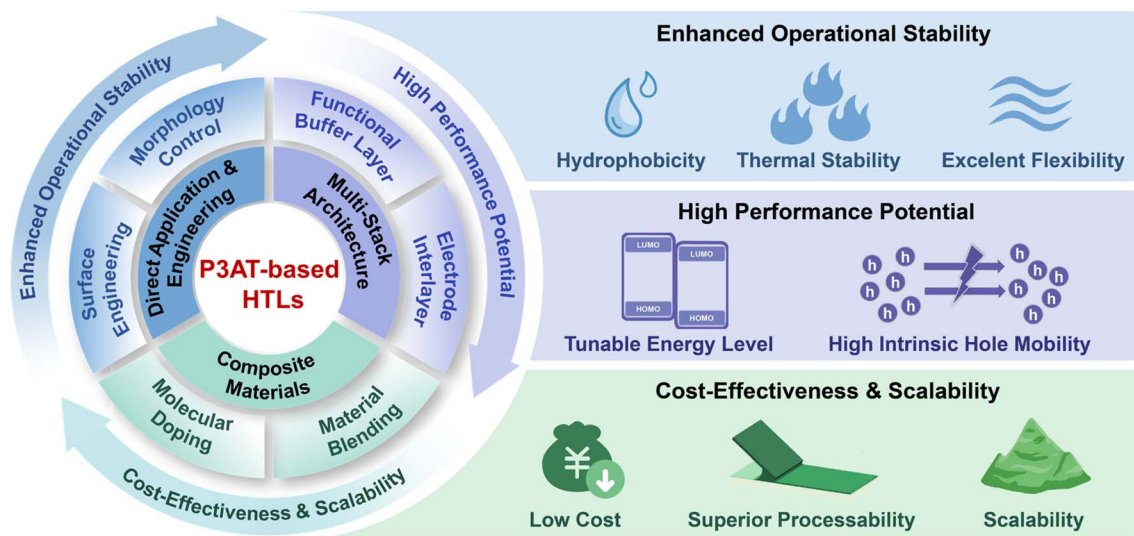 P3AT-based
HTLs
Direct Application &
Engineering
Multi-Stack
Architecture
Composite
Materials
Surface
Engineering
Morphology
Control
Functional
Buffer Layer
Electrode
Interlayer
Material
Blending
Molecular
Doping
Enhanced Operational Stability
High Performance Potential
Cost-Effectiveness & Scalability
Enhanced Operational Stability
Hydrophobicity
Thermal Stability
Excelent Flexibility
High Performance Potential
LUMO
LUMO
HOMO
HOMO
h
h
h
h
h
h
h
h
h
h
h
h
Tunable Energy Level
High Intrinsic Hole Mobility
Cost-Effectiveness & Scalability
¥
Low Cost
Superior Processability
Scalability